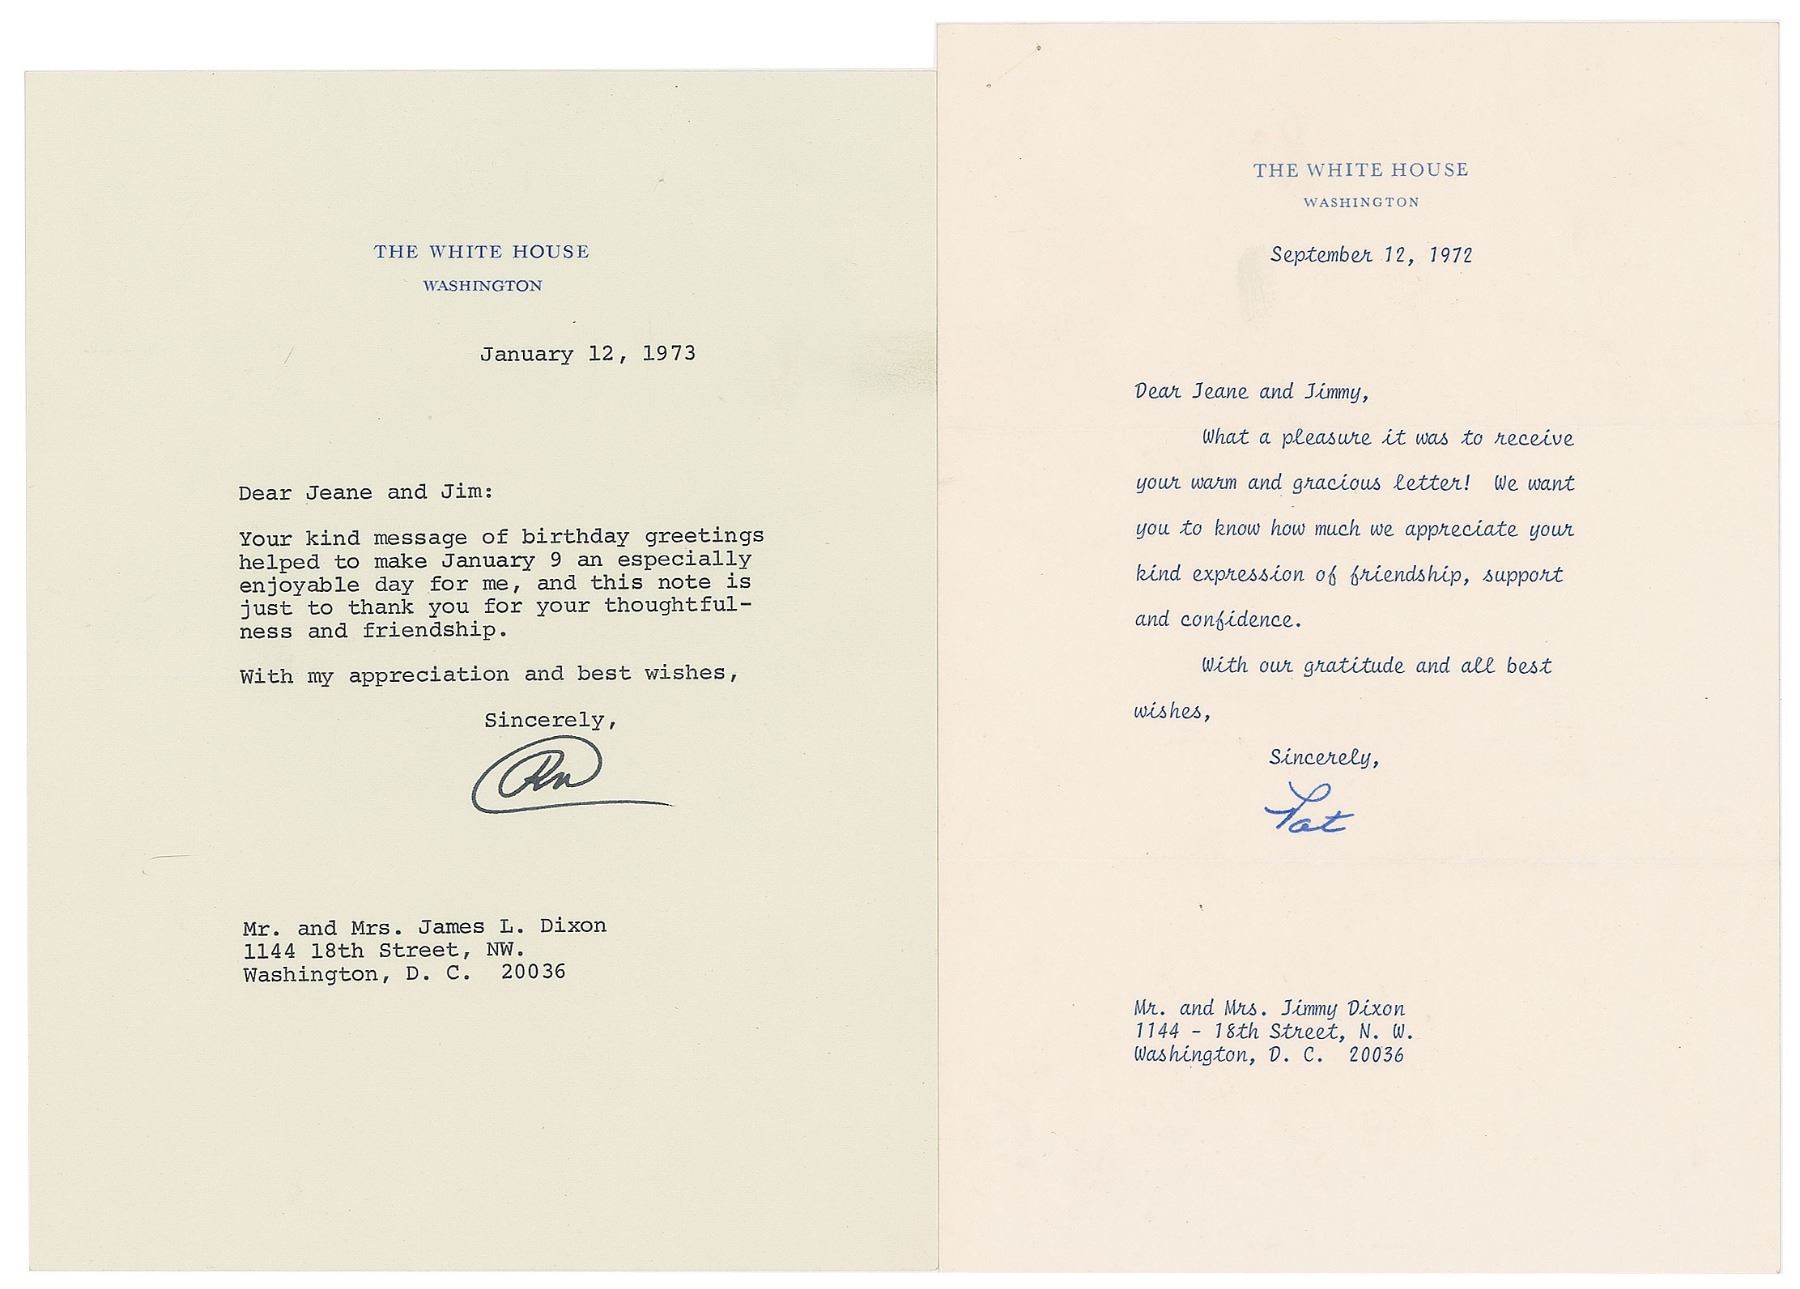 THE WHITE HOUSE
WASHINGTON
January 12, 1973
Dear Jeane and Jim:
Your kind message of birthday greetings
helped to make January 9 an especially
enjoyable day for me, and this note is
just to thank you for your thoughtful-
ness and friendship.
With my appreciation and best wishes,
Sincerely,
RN
Mr. and Mrs. James L. Dixon
1144 18th Street, NW.
Washington, D. C.  20036
THE WHITE HOUSE
WASHINGTON
September 12, 1972
Dear Jeane and Jimmy,
What a pleasure it was to receive
your warm and gracious letter!  We want
you to know how much we appreciate your
kind expression of friendship, support
and confidence.
With our gratitude and all best
wishes,
Sincerely,
Pat
Mr. and Mrs. Jimmy Dixon
1144 - 18th Street, N. W.
Washington, D. C.  20036